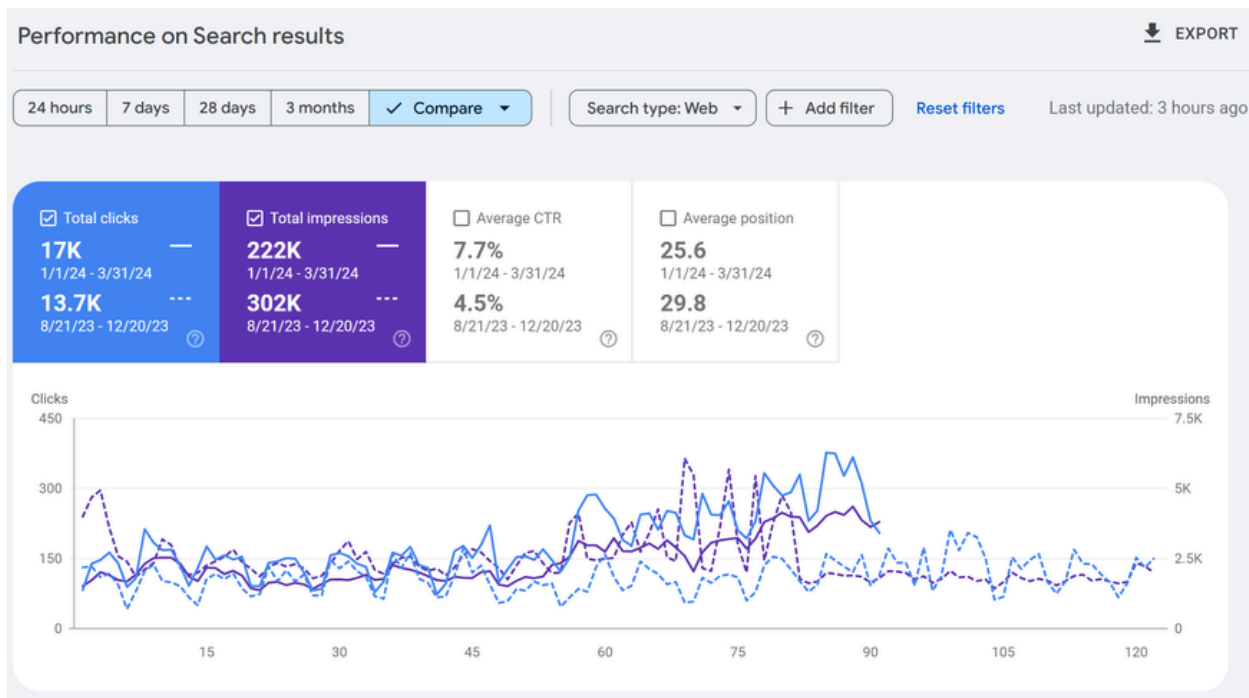 Performance on Search results
EXPORT
24 hours 7 days 28 days 3 months Compare Search type: Web Add filter Reset filters Last updated: 3 hours ago
Total clicks Total impressions Average CTR Average position
17K 222K 7.7% 25.6
1/1/24 - 3/31/24 1/1/24 - 3/31/24 1/1/24 - 3/31/24 1/1/24 - 3/31/24
13.7K 302K 4.5% 29.8
8/21/23 - 12/20/23 8/21/23 - 12/20/23 8/21/23 - 12/20/23 8/21/23 - 12/20/23
Clicks Impressions
450 7.5K
300 5K
150 2.5K
0 0
15 30 45 60 75 90 105 120